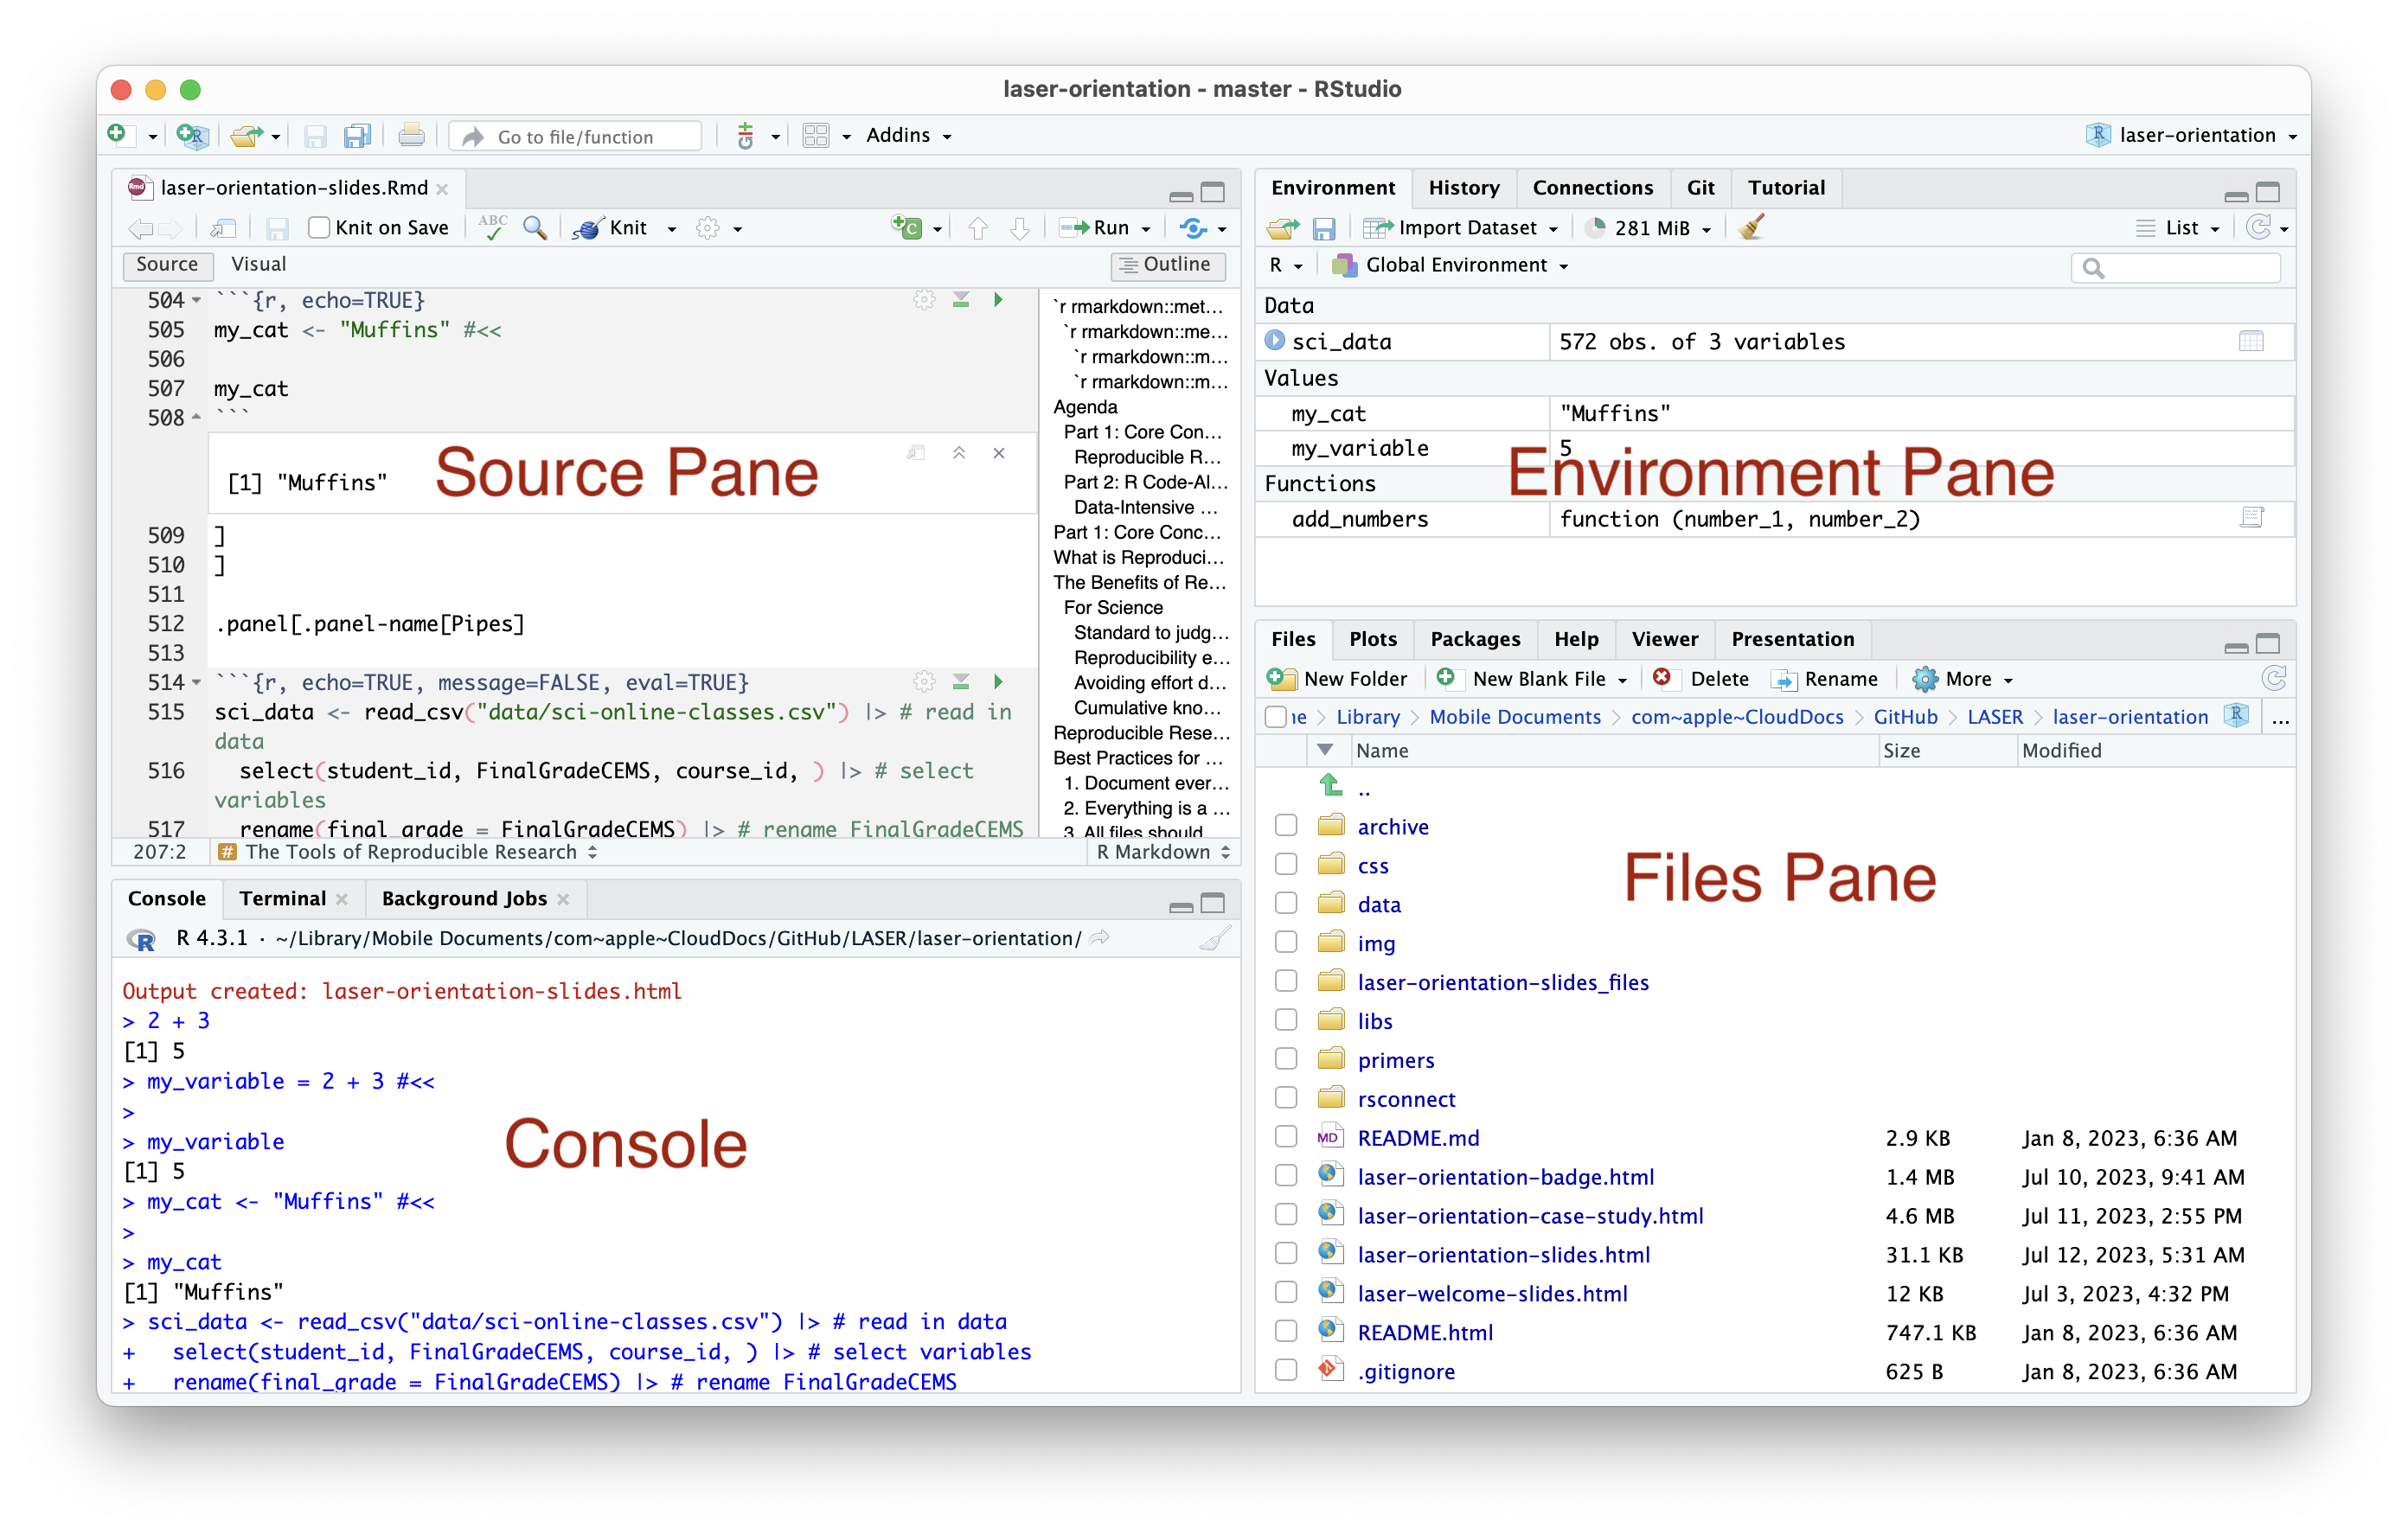 laser-orientation - master - RStudio
Go to file/function
Addins
laser-orientation
laser-orientation-slides.Rmd
Knit on Save
ABC
Knit
Run
Source
Visual
Outline
504 ```{r, echo=TRUE}
505 my_cat <- "Muffins" #<<
506
507 my_cat
508 ```
[1] "Muffins"
Source Pane
509 ]
510 ]
511
512 .panel[.panel-name[Pipes]
513
514 ```{r, echo=TRUE, message=FALSE, eval=TRUE}
515 sci_data <- read_csv("data/sci-online-classes.csv") |> # read in
data
516 select(student_id, FinalGradeCEMS, course_id, ) |> # select
variables
517 rename(final_grade = FinalGradeCEMS) |> # rename FinalGradeCEMS
`r rmarkdown::met...
`r rmarkdown::me...
`r rmarkdown::m...
`r rmarkdown::m...
Agenda
Part 1: Core Con...
Reproducible R...
Part 2: R Code-Al...
Data-Intensive ...
Part 1: Core Conc...
What is Reproduci...
The Benefits of Re...
For Science
Standard to judg...
Reproducibility e...
Avoiding effort d...
Cumulative kno...
Reproducible Rese...
Best Practices for ...
1. Document ever...
2. Everything is a ...
3. All files should
207:2 # The Tools of Reproducible Research
R Markdown
Console Terminal Background Jobs
R 4.3.1 · ~/Library/Mobile Documents/com~apple~CloudDocs/GitHub/LASER/laser-orientation/
Output created: laser-orientation-slides.html
> 2 + 3
[1] 5
> my_variable = 2 + 3 #<<
>
> my_variable
[1] 5
> my_cat <- "Muffins" #<<
>
> my_cat
[1] "Muffins"
> sci_data <- read_csv("data/sci-online-classes.csv") |> # read in data
+ select(student_id, FinalGradeCEMS, course_id, ) |> # select variables
+ rename(final_grade = FinalGradeCEMS) |> # rename FinalGradeCEMS
Console
Environment History Connections Git Tutorial
Import Dataset 281 MiB List
R Global Environment
Data
sci_data 572 obs. of 3 variables
Values
my_cat "Muffins"
my_variable 5
Environment Pane
Functions
add_numbers function (number_1, number_2)
Files Plots Packages Help Viewer Presentation
New Folder New Blank File Delete Rename More
Library Mobile Documents com~apple~CloudDocs GitHub LASER laser-orientation ...
Name Size Modified
..
archive
css
Files Pane
data
img
laser-orientation-slides_files
libs
primers
rsconnect
README.md 2.9 KB Jan 8, 2023, 6:36 AM
laser-orientation-badge.html 1.4 MB Jul 10, 2023, 9:41 AM
laser-orientation-case-study.html 4.6 MB Jul 11, 2023, 2:55 PM
laser-orientation-slides.html 31.1 KB Jul 12, 2023, 5:31 AM
laser-welcome-slides.html 12 KB Jul 3, 2023, 4:32 PM
README.html 747.1 KB Jan 8, 2023, 6:36 AM
.gitignore 625 B Jan 8, 2023, 6:36 AM